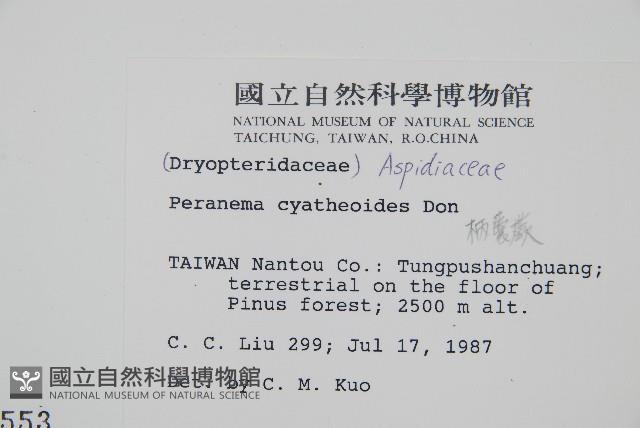 國立自然科學博物館
NATIONAL MUSEUM OF NATURAL SCIENCE
TAICHUNG, TAIWAN, R.O.CHINA
(Dryopteridaceae) Aspidiaceae
Peranema cyatheoides Don
柄囊蕨
TAIWAN Nantou Co.: Tungpushanchuang;
terrestrial on the floor of
Pinus forest; 2500 m alt.
C. C. Liu 299; Jul 17, 1987
Det. by C. M. Kuo
國立自然科學博物館
NATIONAL MUSEUM OF NATURAL SCIENCE
553